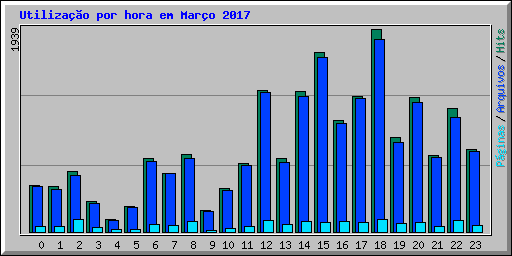 Utilização por hora em Março 2017
1939
Páginas / Arquivos / Hits
0 1 2 3 4 5 6 7 8 9 10 11 12 13 14 15 16 17 18 19 20 21 22 23